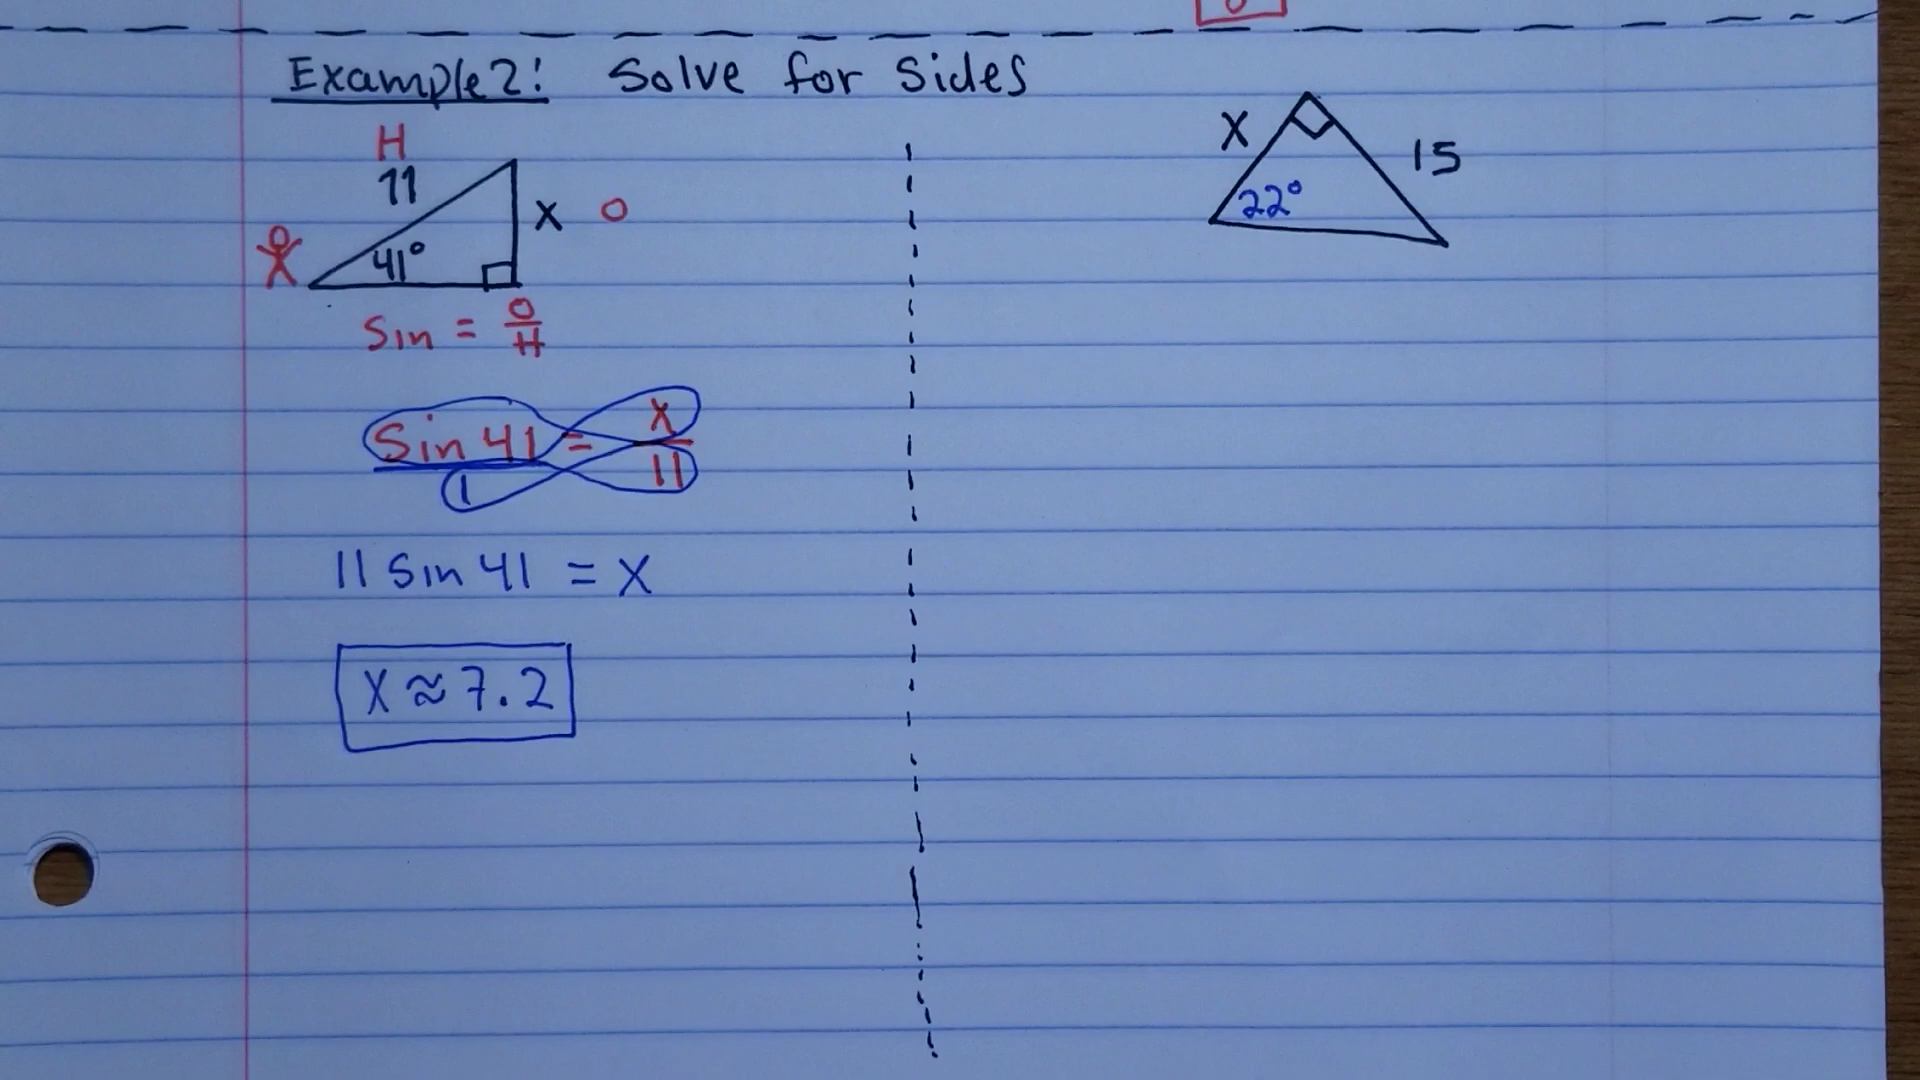 Example 2: Solve for Sides
H
11
x O
41°
Sin = O/H
Sin 41/1 = x/11
11 Sin 41 = x
x ≈ 7.2
x
15
22°